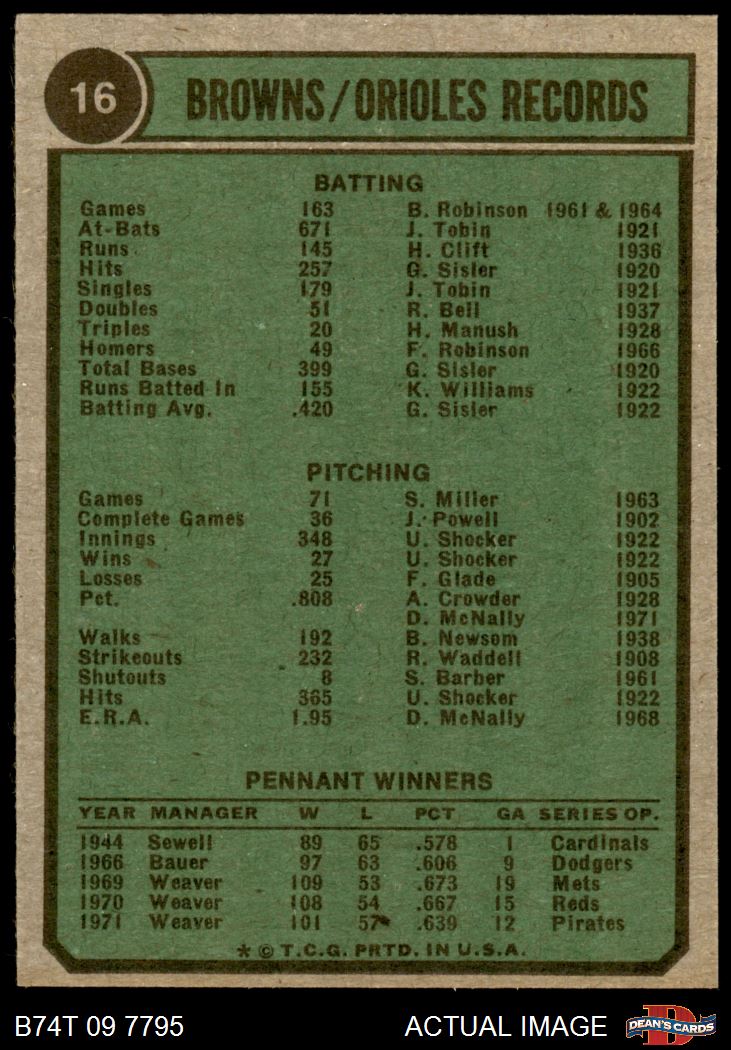 16 BROWNS/ORIOLES RECORDS
BATTING
Games 163 B. Robinson 1961 & 1964
At-Bats 671 J. Tobin 1921
Runs 145 H. Clift 1936
Hits 257 G. Sisler 1920
Singles 179 J. Tobin 1921
Doubles 51 R. Bell 1937
Triples 20 H. Manush 1928
Homers 49 F. Robinson 1966
Total Bases 399 G. Sisler 1920
Runs Batted In 155 K. Williams 1922
Batting Avg. .420 G. Sisler 1922
PITCHING
Games 71 S. Miller 1963
Complete Games 36 J. Powell 1902
Innings 348 U. Shocker 1922
Wins 27 U. Shocker 1922
Losses 25 F. Glade 1905
Pct. .808 A. Crowder 1928
D. McNally 1971
Walks 192 B. Newsom 1938
Strikeouts 232 R. Waddell 1908
Shutouts 8 S. Barber 1961
Hits 365 U. Shocker 1922
E.R.A. 1.95 D. McNally 1968
PENNANT WINNERS
YEAR MANAGER W L PCT GA SERIES OP.
1944 Sewell 89 65 .578 1 Cardinals
1966 Bauer 97 63 .606 9 Dodgers
1969 Weaver 109 53 .673 19 Mets
1970 Weaver 108 54 .667 15 Reds
1971 Weaver 101 57 .639 12 Pirates
* © T.C.G. PRTD. IN U.S.A.
B74T 09 7795 ACTUAL IMAGE D DEAN'S CARDS